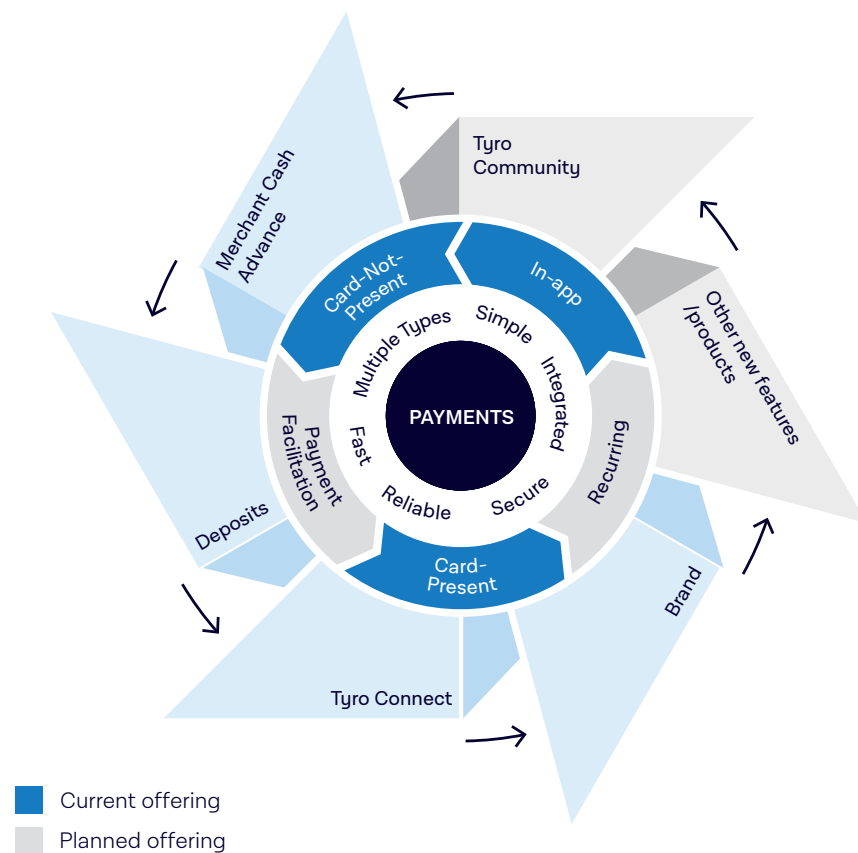 Tyro
Community
Merchant Cash
Advance
Other new features
/products
Deposits
Brand
Tyro Connect
Card-Not-
Present
In-app
Recurring
Card-
Present
Payment
Facilitation
Multiple Types
Simple
Integrated
Secure
Reliable
Fast
PAYMENTS
Current offering
Planned offering